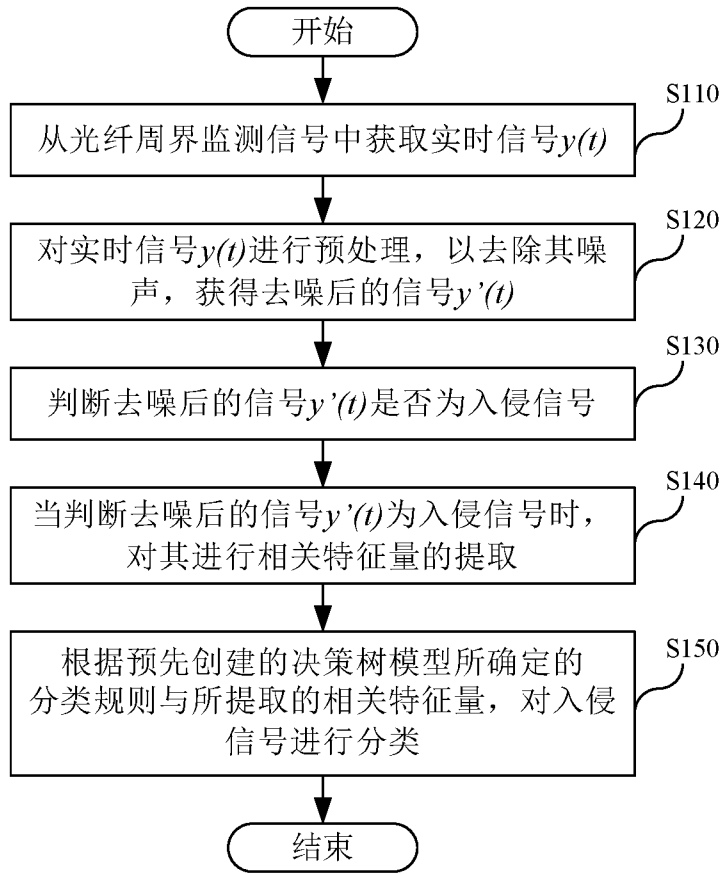 开始
S110
从光纤周界监测信号中获取实时信号y(t)
S120
对实时信号y(t)进行预处理，以去除其噪
声，获得去噪后的信号y’(t)
S130
判断去噪后的信号y’(t)是否为入侵信号
S140
当判断去噪后的信号y’(t)为入侵信号时，
对其进行相关特征量的提取
S150
根据预先创建的决策树模型所确定的
分类规则与所提取的相关特征量，对入侵
信号进行分类
结束